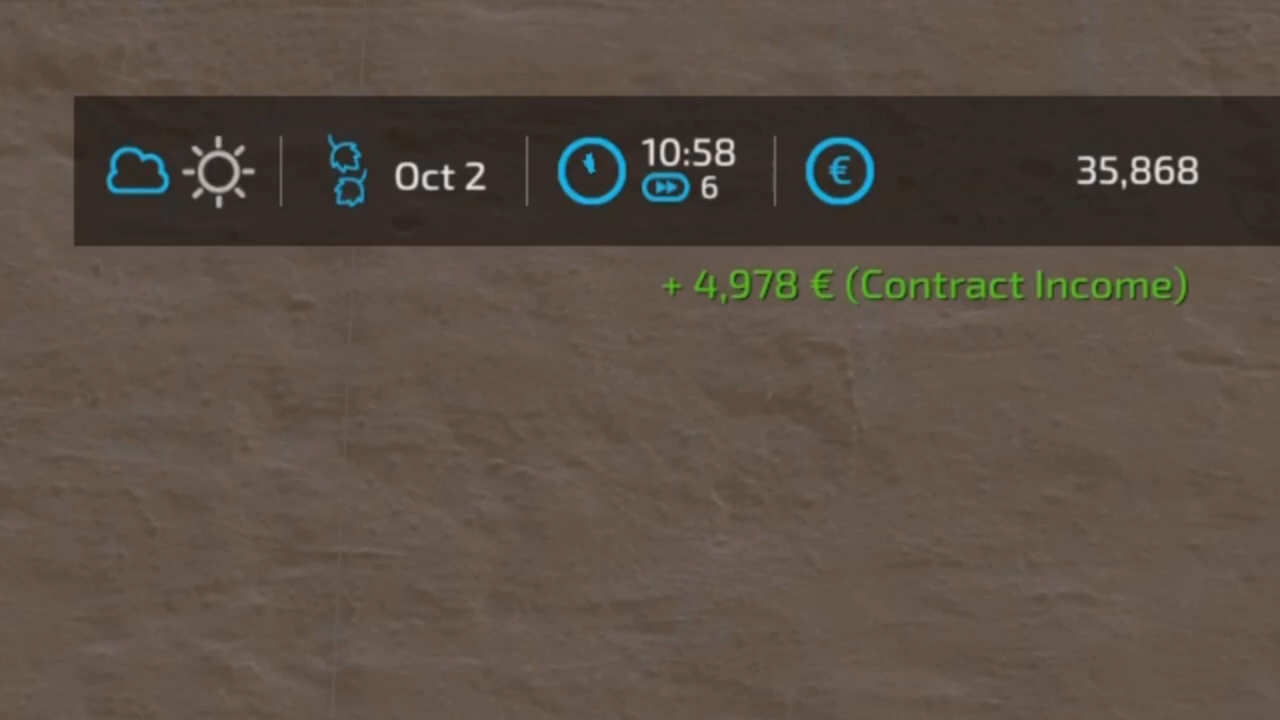 Oct 2
10:58
6
€
35,868
+ 4,978 € (Contract Income)